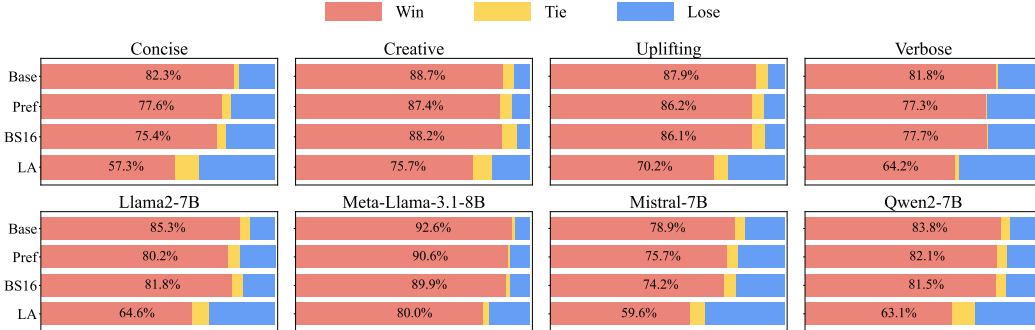 Win Tie Lose
Concise Creative Uplifting Verbose
Base 82.3% 88.7% 87.9% 81.8%
Pref 77.6% 87.4% 86.2% 77.3%
BS16 75.4% 88.2% 86.1% 77.7%
LA 57.3% 75.7% 70.2% 64.2%
Llama2-7B Meta-Llama-3.1-8B Mistral-7B Qwen2-7B
Base 85.3% 92.6% 78.9% 83.8%
Pref 80.2% 90.6% 75.7% 82.1%
BS16 81.8% 89.9% 74.2% 81.5%
LA 64.6% 80.0% 59.6% 63.1%